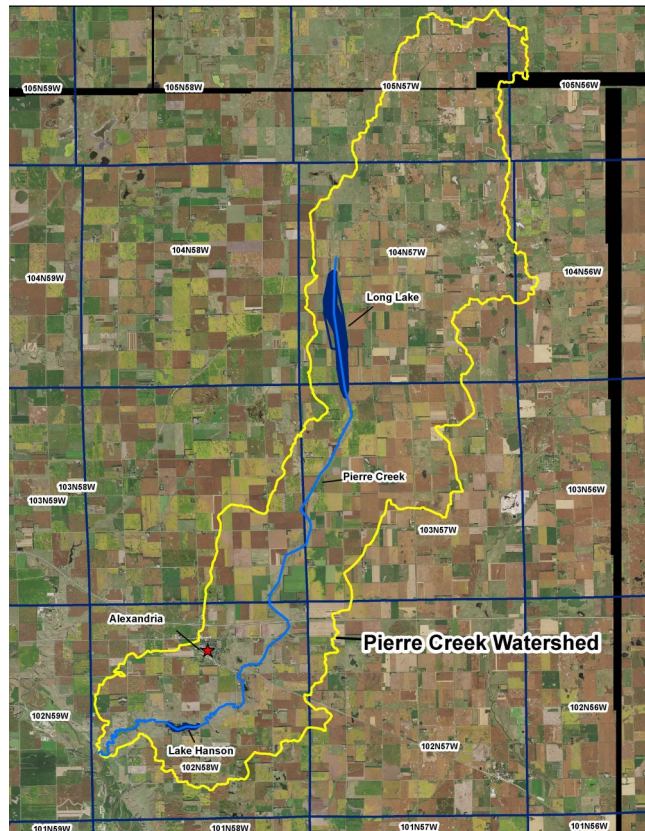 105N59W
105N58W
105N57W
105N56W
104N58W
104N57W
104N59W
104N56W
Long Lake
Pierre Creek
103N58W
103N59W
103N56W
103N57W
Alexandria
Pierre Creek Watershed
102N59W
102N56W
Lake Hanson
102N57W
102N58W
101N59W
101N58W
101N57W
101N56W